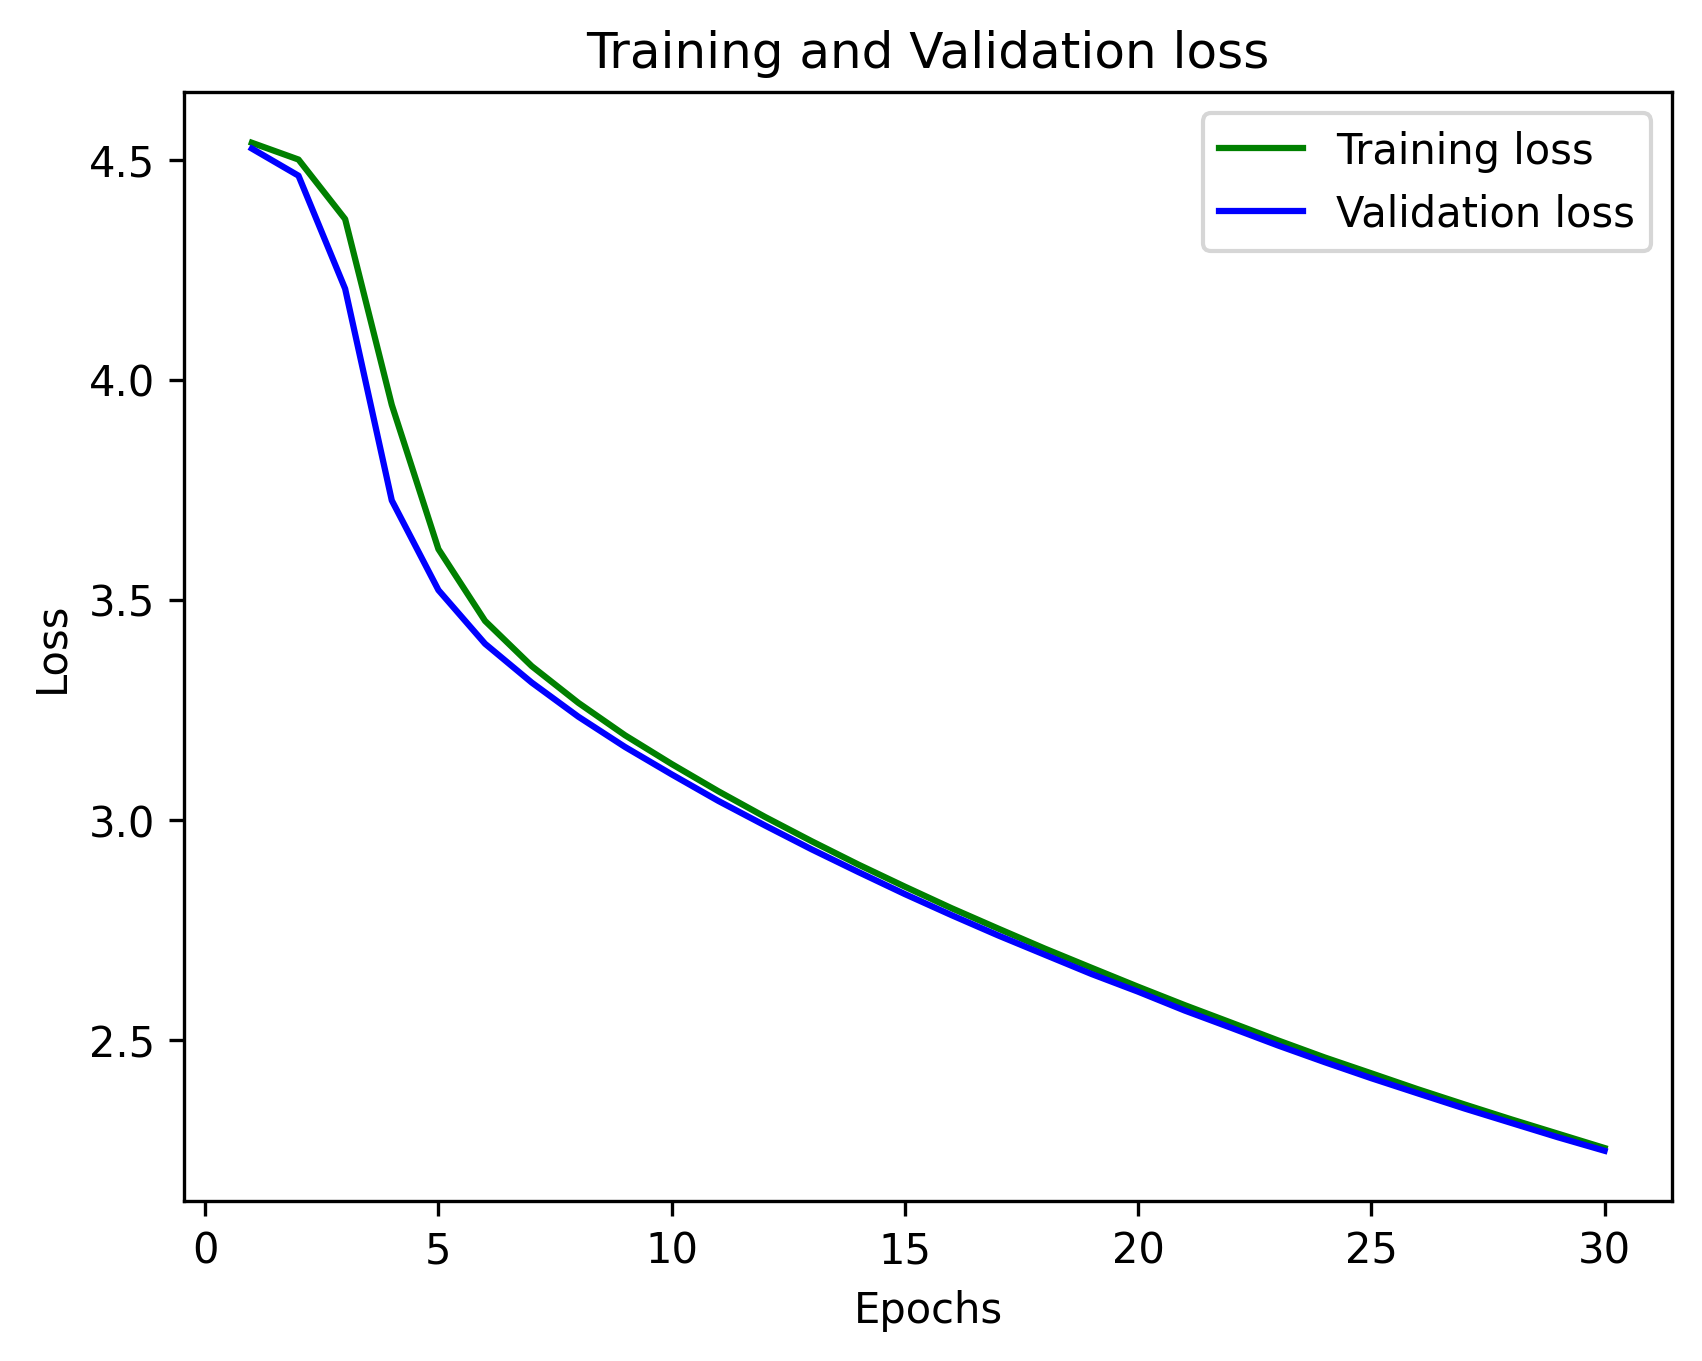 Training and Validation loss
Training loss
Validation loss
4.5
4.0
3.5
3.0
2.5
Loss
0 5 10 15 20 25 30
Epochs